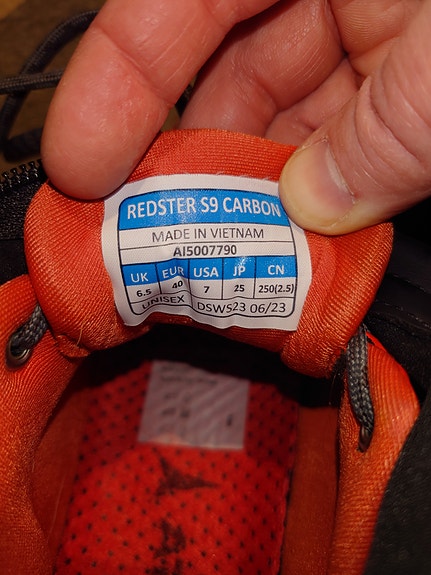 REDSTER S9 CARBON
MADE IN VIETNAM
AI5007790
UK EUR USA JP CN
6.5 40 7 25 250(2.5)
UNISEX DSWS23 06/23